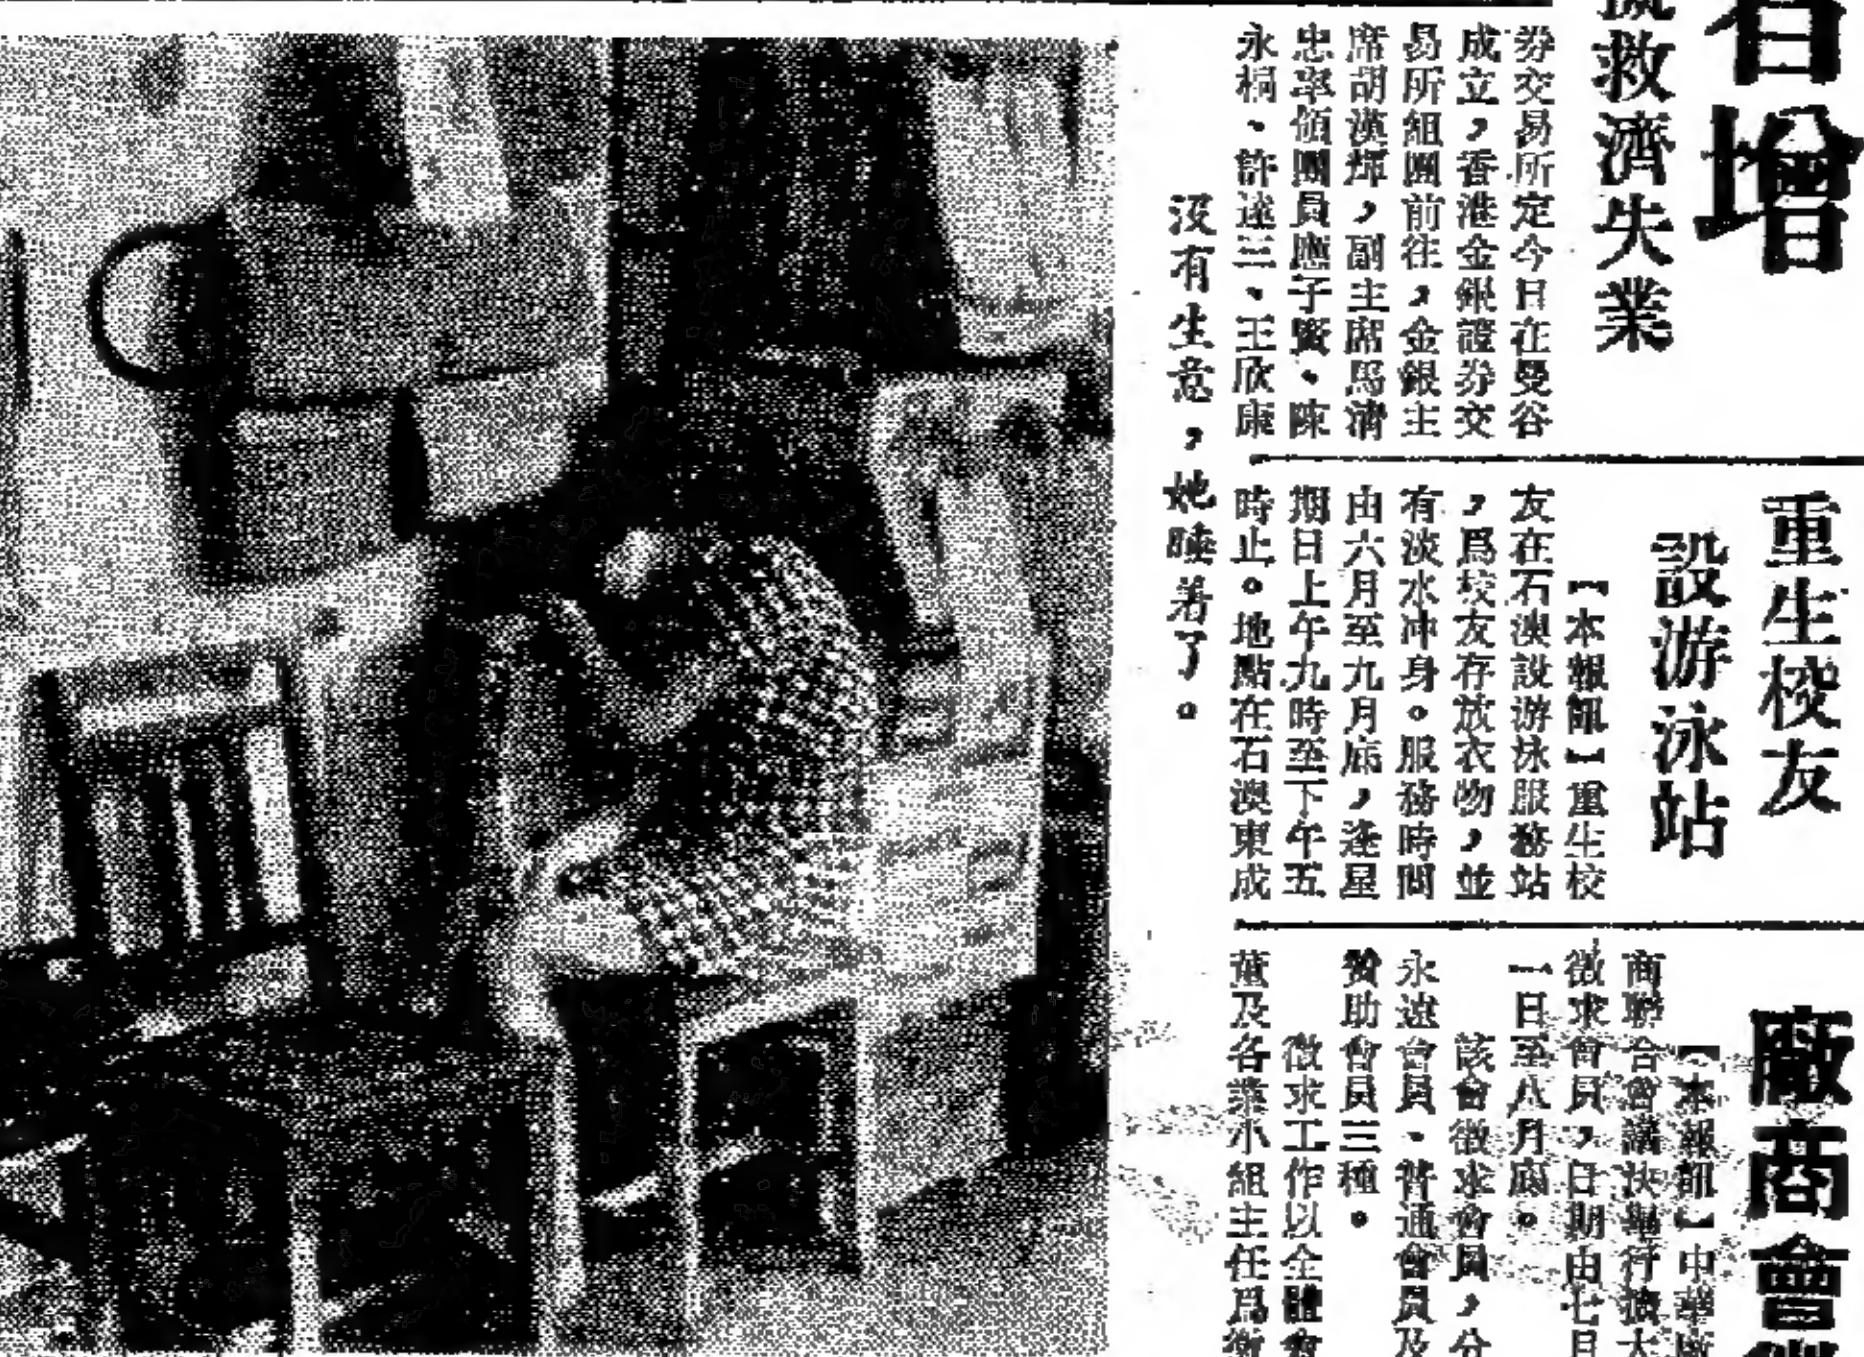 者增
救濟失業
券交易所定今日在曼谷
成立，香港金銀證券交
易所組團前往，金銀主
席胡漢輝，副主席馬清
忠率領團員應子賢、陳
永桐、許達三、王欣康
沒有生意，她睡着了。
重生校友
設游泳站
【本報訊】重生校
友在石澳設游泳服務站
，爲校友存放衣物，並
有淡水冲身。服務時間
由六月至九月底，逢星
期日上午九時至下午五
時止。地點在石澳東成
廠商會
【本報訊】中華廠
商聯合會議決舉行擴大
徵求會員，日期由七月
一日至八月底。
該會徵求會員，分
永遠會員、普通會員及
贊助會員三種。
徵求工作以全體會
董及各業小組主任爲徵